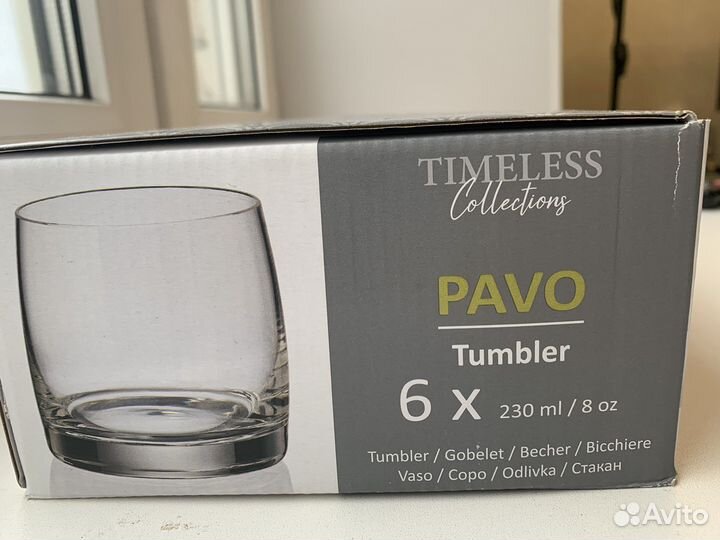 TIMELESS
Collections
PAVO
Tumbler
6 x 230 ml / 8 oz
Tumbler / Gobelet / Becher / Bicchiere
Vaso / Copo / Odlivka / Стакан
Avito